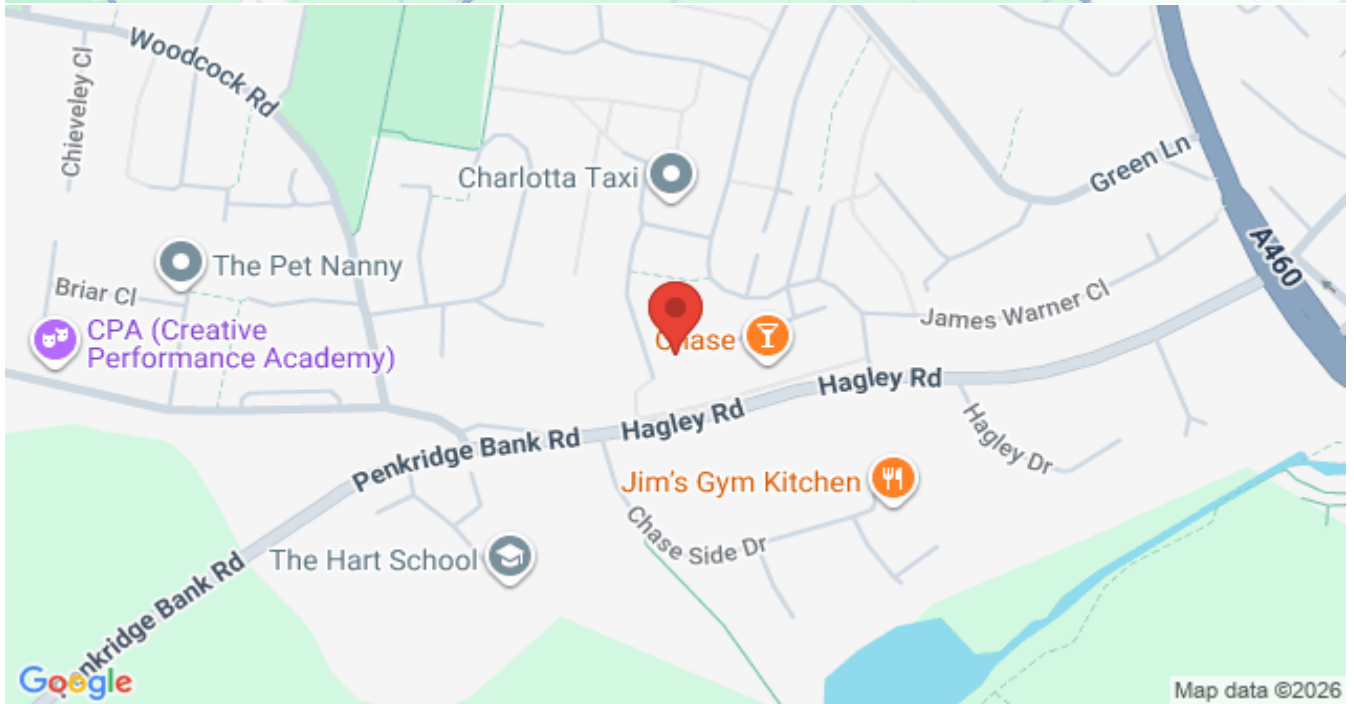 Woodcock Rd
Chieveley Cl
Charlotta Taxi
Green Ln
A460
The Pet Nanny
Briar Cl
CPA (Creative
Performance Academy)
Chase
James Warner Cl
Hagley Rd
Hagley Rd
Penkridge Bank Rd
Hagley Dr
Jim's Gym Kitchen
Chase Side Dr
The Hart School
Penkridge Bank Rd
Google
Map data ©2026